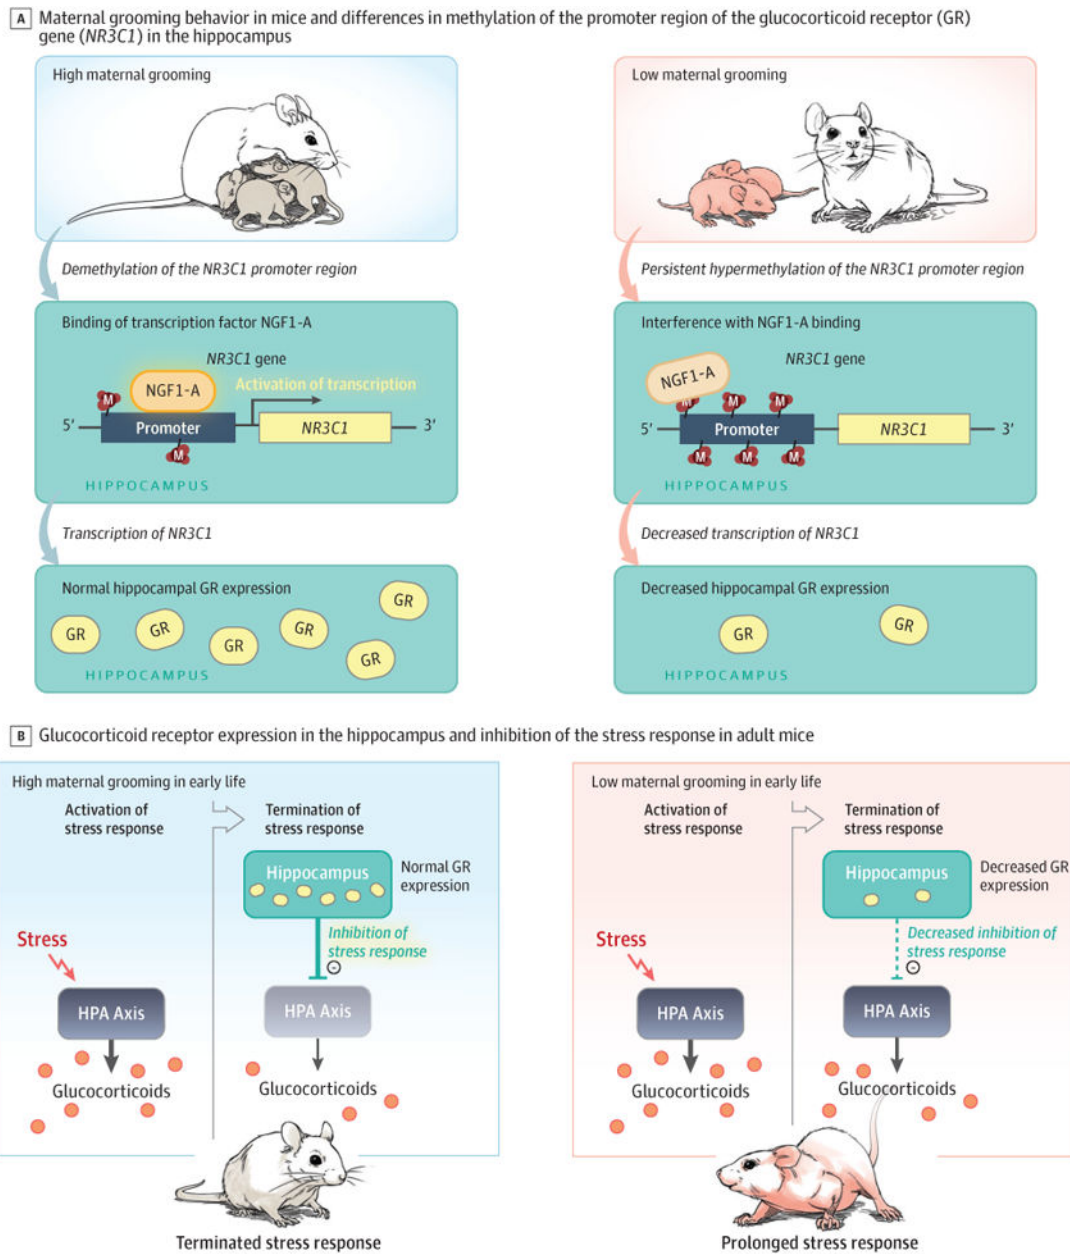 A Maternal grooming behavior in mice and differences in methylation of the promoter region of the glucocorticoid receptor (GR)
gene (NR3C1) in the hippocampus
High maternal grooming
Demethylation of the NR3C1 promoter region
Binding of transcription factor NGF1-A
NR3C1 gene
NGF1-A
Activation of transcription
M
5′
Promoter
NR3C1
3′
M
HIPPOCAMPUS
Transcription of NR3C1
Normal hippocampal GR expression
GR
GR
GR
GR
GR
GR
HIPPOCAMPUS
Low maternal grooming
Persistent hypermethylation of the NR3C1 promoter region
Interference with NGF1-A binding
NR3C1 gene
NGF1-A
M
M
M
5′
Promoter
NR3C1
3′
M
M
M
HIPPOCAMPUS
Decreased transcription of NR3C1
Decreased hippocampal GR expression
GR
GR
HIPPOCAMPUS
B Glucocorticoid receptor expression in the hippocampus and inhibition of the stress response in adult mice
High maternal grooming in early life
Activation of
stress response
Stress
HPA Axis
Glucocorticoids
Termination of
stress response
Hippocampus
Normal GR
expression
Inhibition of
stress response
-
HPA Axis
Glucocorticoids
Terminated stress response
Low maternal grooming in early life
Activation of
stress response
Stress
HPA Axis
Glucocorticoids
Termination of
stress response
Hippocampus
Decreased GR
expression
Decreased inhibition of
stress response
-
HPA Axis
Glucocorticoids
Prolonged stress response